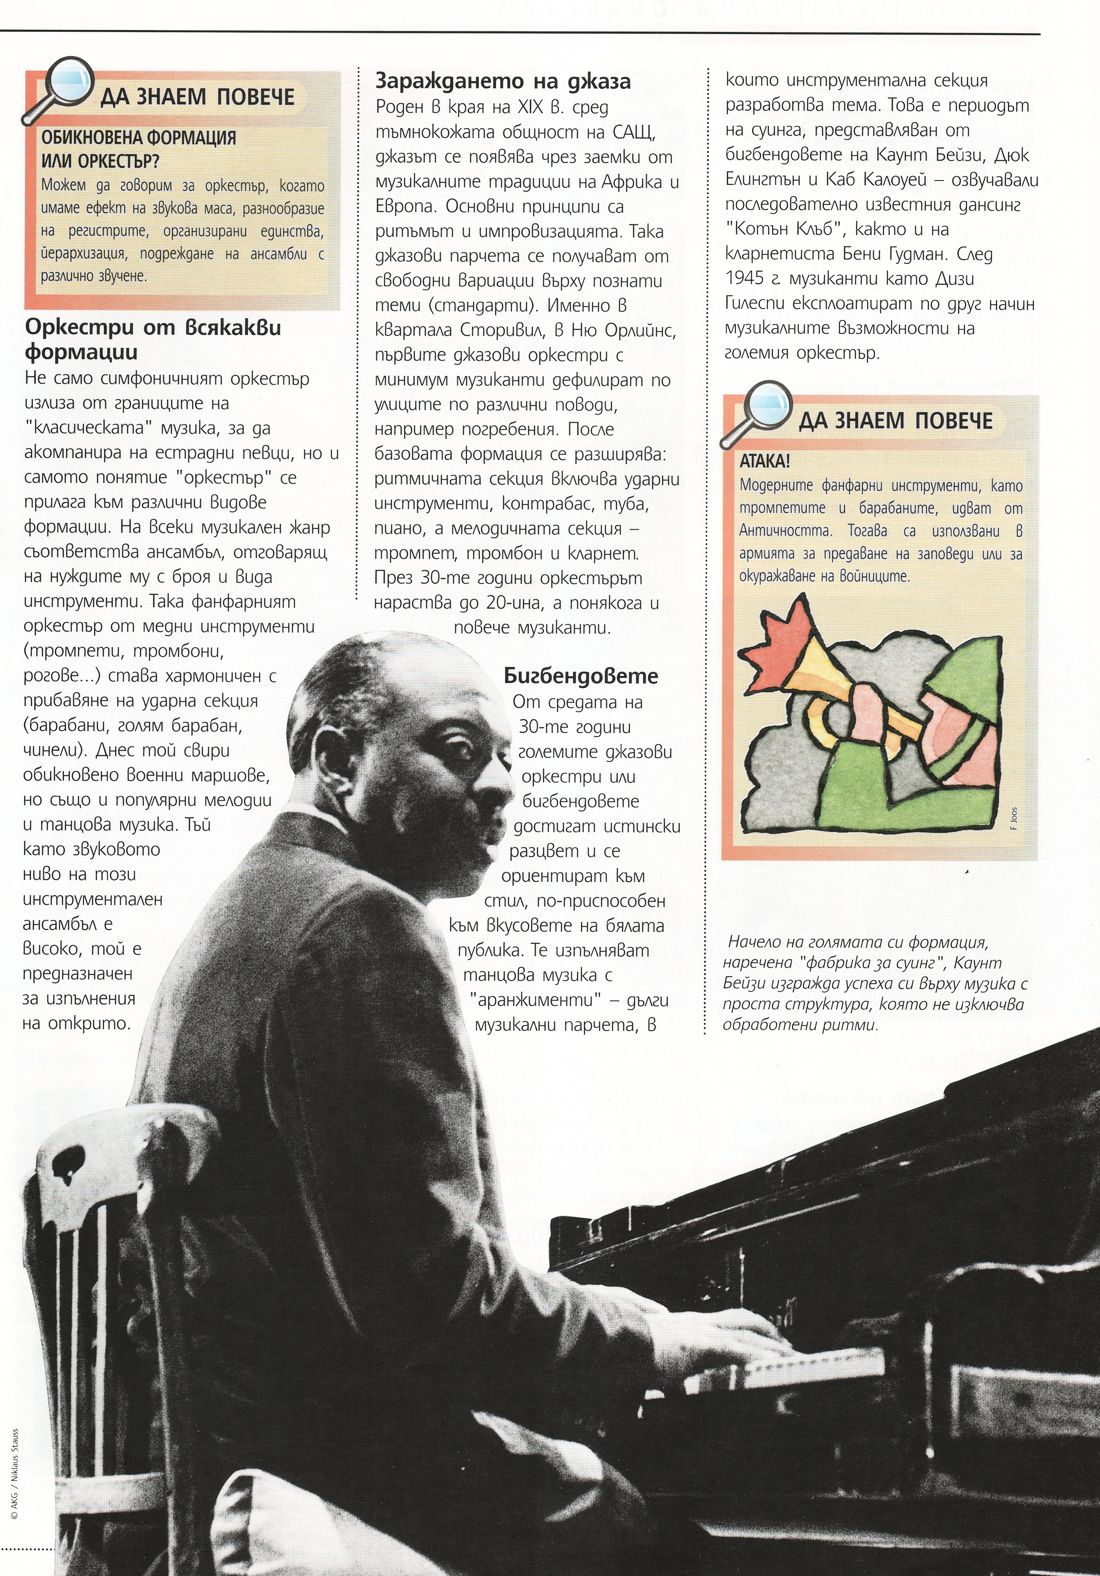 ДА ЗНАЕМ ПОВЕЧЕ
ОБИКНОВЕНА ФОРМАЦИЯ
ИЛИ ОРКЕСТЪР?
Можем да говорим за оркестър, когато
имаме ефект на звукова маса, разнообразие
на регистрите, организирани единства,
йерархизация, подреждане на ансамбли с
различно звучене.
Оркестри от всякакви
формации
Не само симфоничният оркестър
излиза от границите на
"класическата" музика, за да
акомпанира на естрадни певци, но и
самото понятие "оркестър" се
прилага към различни видове
формации. На всеки музикален жанр
съответства ансамбъл, отговарящ
на нуждите му с броя и вида
инструменти. Така фанфарният
оркестър от медни инструменти
(тромпети, тромбони,
рогове...) става хармоничен с
прибавяне на ударна секция
(барабани, голям барабан,
чинели). Днес той свири
обикновено военни маршове,
но също и популярни мелодии
и танцова музика. Тъй
като звуковото
ниво на този
инструментален
ансамбъл е
високо, той е
предназначен
за изпълнения
на открито.
Зараждането на джаза
Роден в края на XIX в. сред
тъмнокожата общност на САЩ,
джазът се появява чрез заемки от
музикалните традиции на Африка и
Европа. Основни принципи са
ритъмът и импровизацията. Така
джазови парчета се получават от
свободни вариации върху познати
теми (стандарти). Именно в
квартала Сторивил, в Ню Орлийнс,
първите джазови оркестри с
минимум музиканти дефилират по
улиците по различни поводи,
например погребения. После
базовата формация се разширява:
ритмичната секция включва ударни
инструменти, контрабас, туба,
пиано, а мелодичната секция –
тромпет, тромбон и кларнет.
През 30-те години оркестърът
нараства до 20-ина, а понякога и
повече музиканти.
Бигбендовете
От средата на
30-те години
големите джазови
оркестри или
бигбендовете
достигат истински
разцвет и се
ориентират към
стил, по-приспособен
към вкусовете на бялата
публика. Те изпълняват
танцова музика с
"аранжименти" – дълги
музикални парчета, в
които инструментална секция
разработва тема. Това е периодът
на суинга, представляван от
бигбендовете на Каунт Бейзи, Дюк
Елингтън и Каб Калоуей – озвучавали
последователно известния дансинг
"Котън Клъб", както и на
кларнетиста Бени Гудман. След
1945 г. музиканти като Дизи
Гилеспи експлоатират по друг начин
музикалните възможности на
големия оркестър.
ДА ЗНАЕМ ПОВЕЧЕ
АТАКА!
Модерните фанфарни инструменти, като
тромпетите и барабаните, идват от
Античността. Тогава са използвани в
армията за предаване на заповеди или за
окуражаване на войниците.
F Joos
Начело на голямата си формация,
наречена "фабрика за суинг", Каунт
Бейзи изгражда успеха си върху музика с
проста структура, която не изключва
обработени ритми.
© AKG / Niklaus Stauss